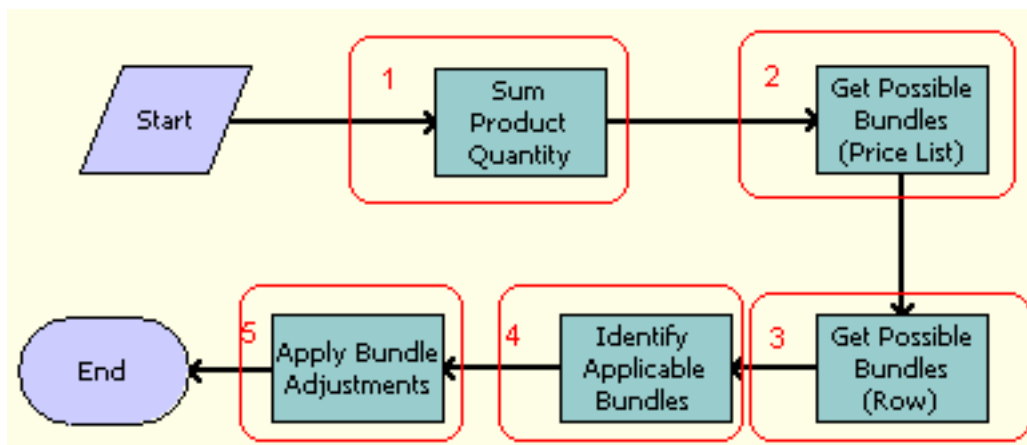 Start
1
Sum
Product
Quantity
2
Get Possible
Bundles
(Price List)
3
Get Possible
Bundles
(Row)
4
Identify
Applicable
Bundles
5
Apply Bundle
Adjustments
End